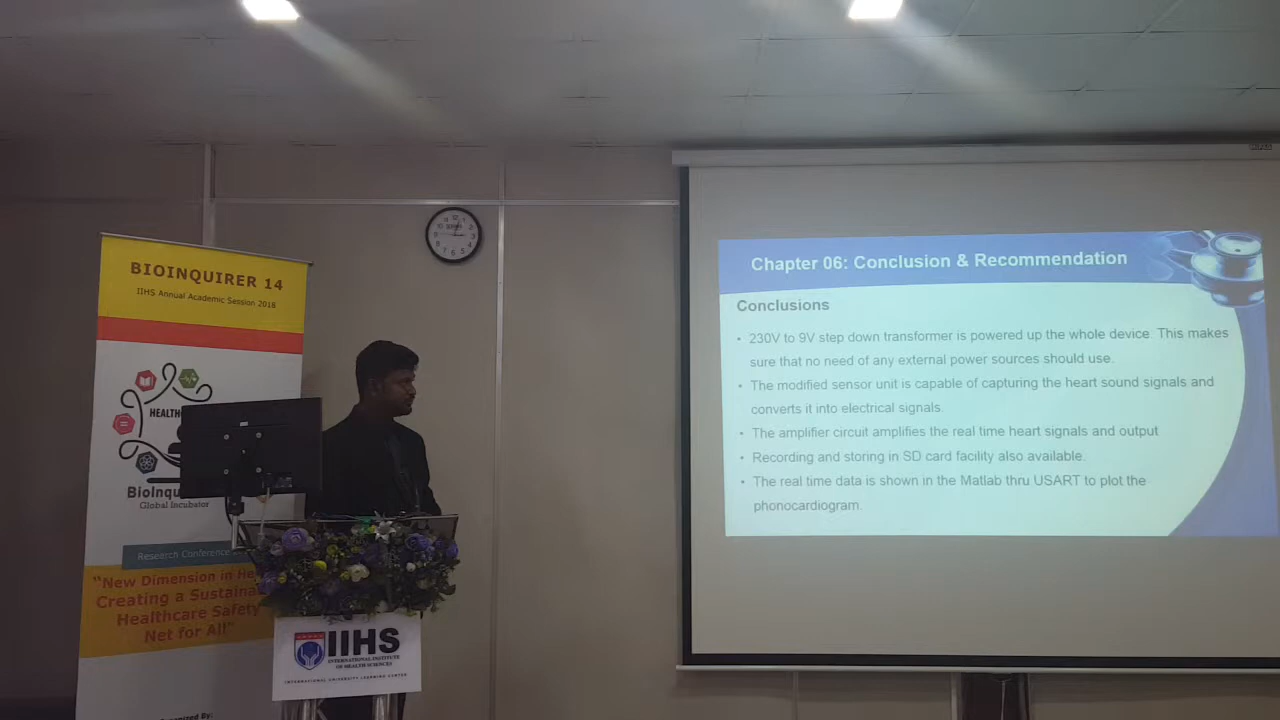 BIOINQUIRER 14
IIHS Annual Academic Session 2018
HEALTHC
BioInqu
Global Incubator
Research Conference
"New Dimension in He
Creating a Sustaina
Healthcare Safety
Net for All"
IIHS
INTERNATIONAL INSTITUTE
OF HEALTH SCIENCES
INTERNATIONAL UNIVERSITY LEARNING CENTER
Chapter 06: Conclusion & Recommendation
Conclusions
• 230V to 9V step down transformer is powered up the whole device. This makes
sure that no need of any external power sources should use.
• The modified sensor unit is capable of capturing the heart sound signals and
converts it into electrical signals.
• The amplifier circuit amplifies the real time heart signals and output
• Recording and storing in SD card facility also available.
• The real time data is shown in the Matlab thru USART to plot the
phonocardiogram.